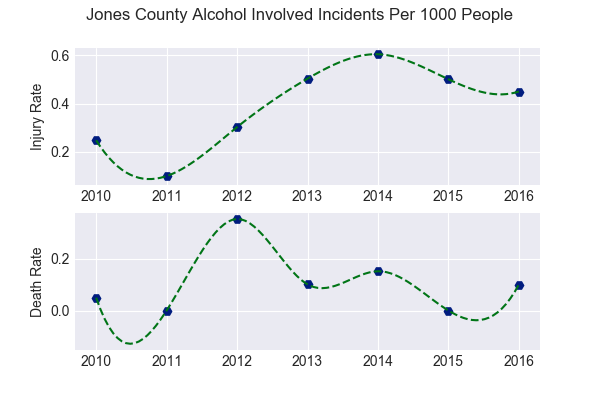 Jones County Alcohol Involved Incidents Per 1000 People
Injury Rate
0.6
0.4
0.2
2010 2011 2012 2013 2014 2015 2016
Death Rate
0.2
0.0
2010 2011 2012 2013 2014 2015 2016